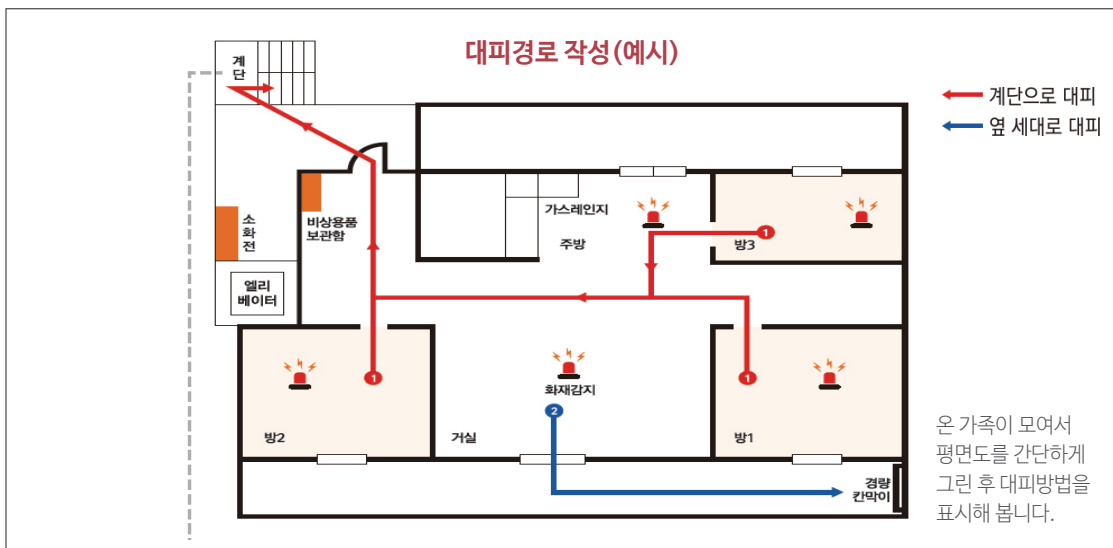 대피경로 작성(예시)
계
단
계단으로 대피
옆 세대로 대피
소
화
전
비상용품
보관함
가스레인지
주방
방3
엘리
베이터
1
1
1
화재감지
2
방2
거실
방1
경량
칸막이
온 가족이 모여서
평면도를 간단하게
그린 후 대피방법을
표시해 봅니다.